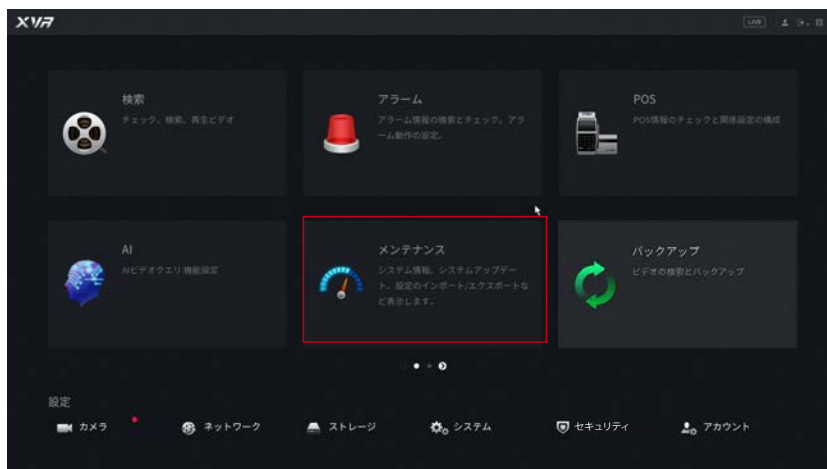 XVR
LIVE
検索
チェック、検索、再生ビデオ
アラーム
アラーム情報の検索とチェック。アラ
ーム動作の設定。
POS
POS情報のチェックと関係設定の構成
AI
AIビデオクエリ 機能設定
メンテナンス
システム情報、システムアップデー
ト、設定のインポート/エクスポートな
ど表示します。
バックアップ
ビデオの検索とバックアップ
設定
カメラ
ネットワーク
ストレージ
システム
セキュリティ
アカウント